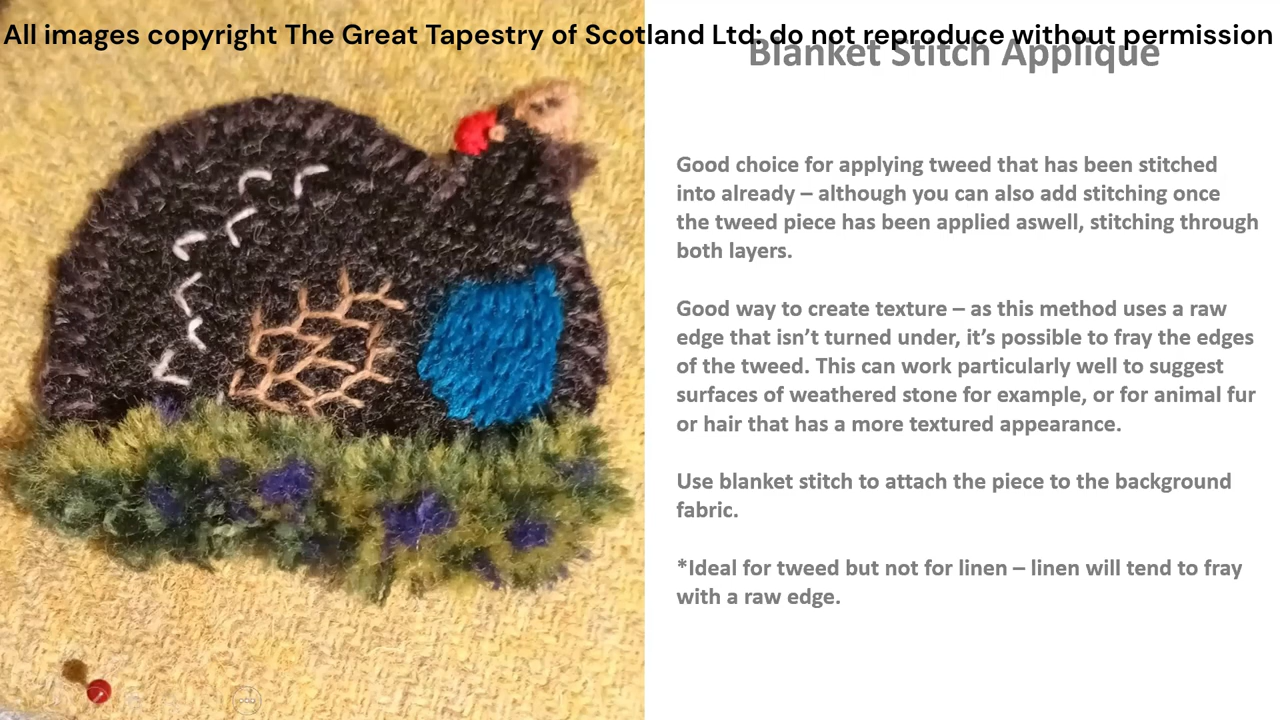 All images copyright The Great Tapestry of Scotland Ltd: do not reproduce without permission
Blanket Stitch Applique
Good choice for applying tweed that has been stitched
into already – although you can also add stitching once
the tweed piece has been applied aswell, stitching through
both layers.
Good way to create texture – as this method uses a raw
edge that isn't turned under, it's possible to fray the edges
of the tweed. This can work particularly well to suggest
surfaces of weathered stone for example, or for animal fur
or hair that has a more textured appearance.
Use blanket stitch to attach the piece to the background
fabric.
*Ideal for tweed but not for linen – linen will tend to fray
with a raw edge.